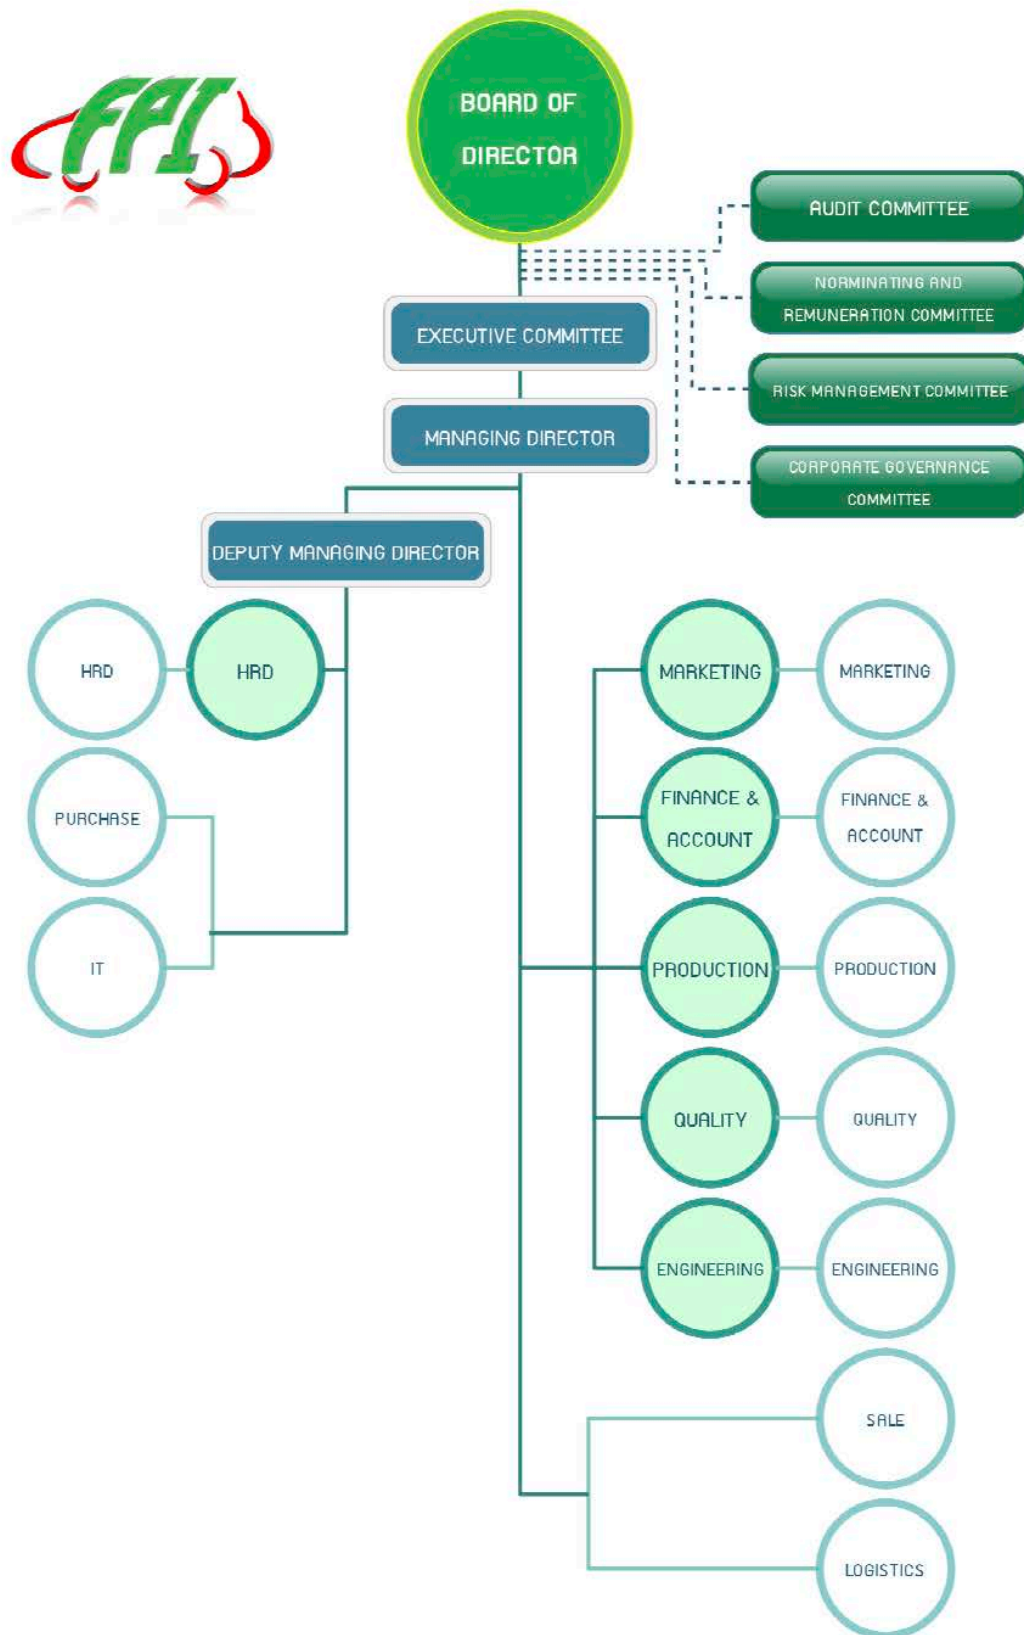 FPI
BOARD OF
DIRECTOR
AUDIT COMMITTEE
NORMINATING AND
REMUNERATION COMMITTEE
EXECUTIVE COMMITTEE
RISK MANAGEMENT COMMITTEE
MANAGING DIRECTOR
CORPORATE GOVERNANCE
COMMITTEE
DEPUTY MANAGING DIRECTOR
HRD
HRD
MARKETING
MARKETING
PURCHASE
FINANCE &
ACCOUNT
FINANCE &
ACCOUNT
IT
PRODUCTION
PRODUCTION
QUALITY
QUALITY
ENGINEERING
ENGINEERING
SALE
LOGISTICS